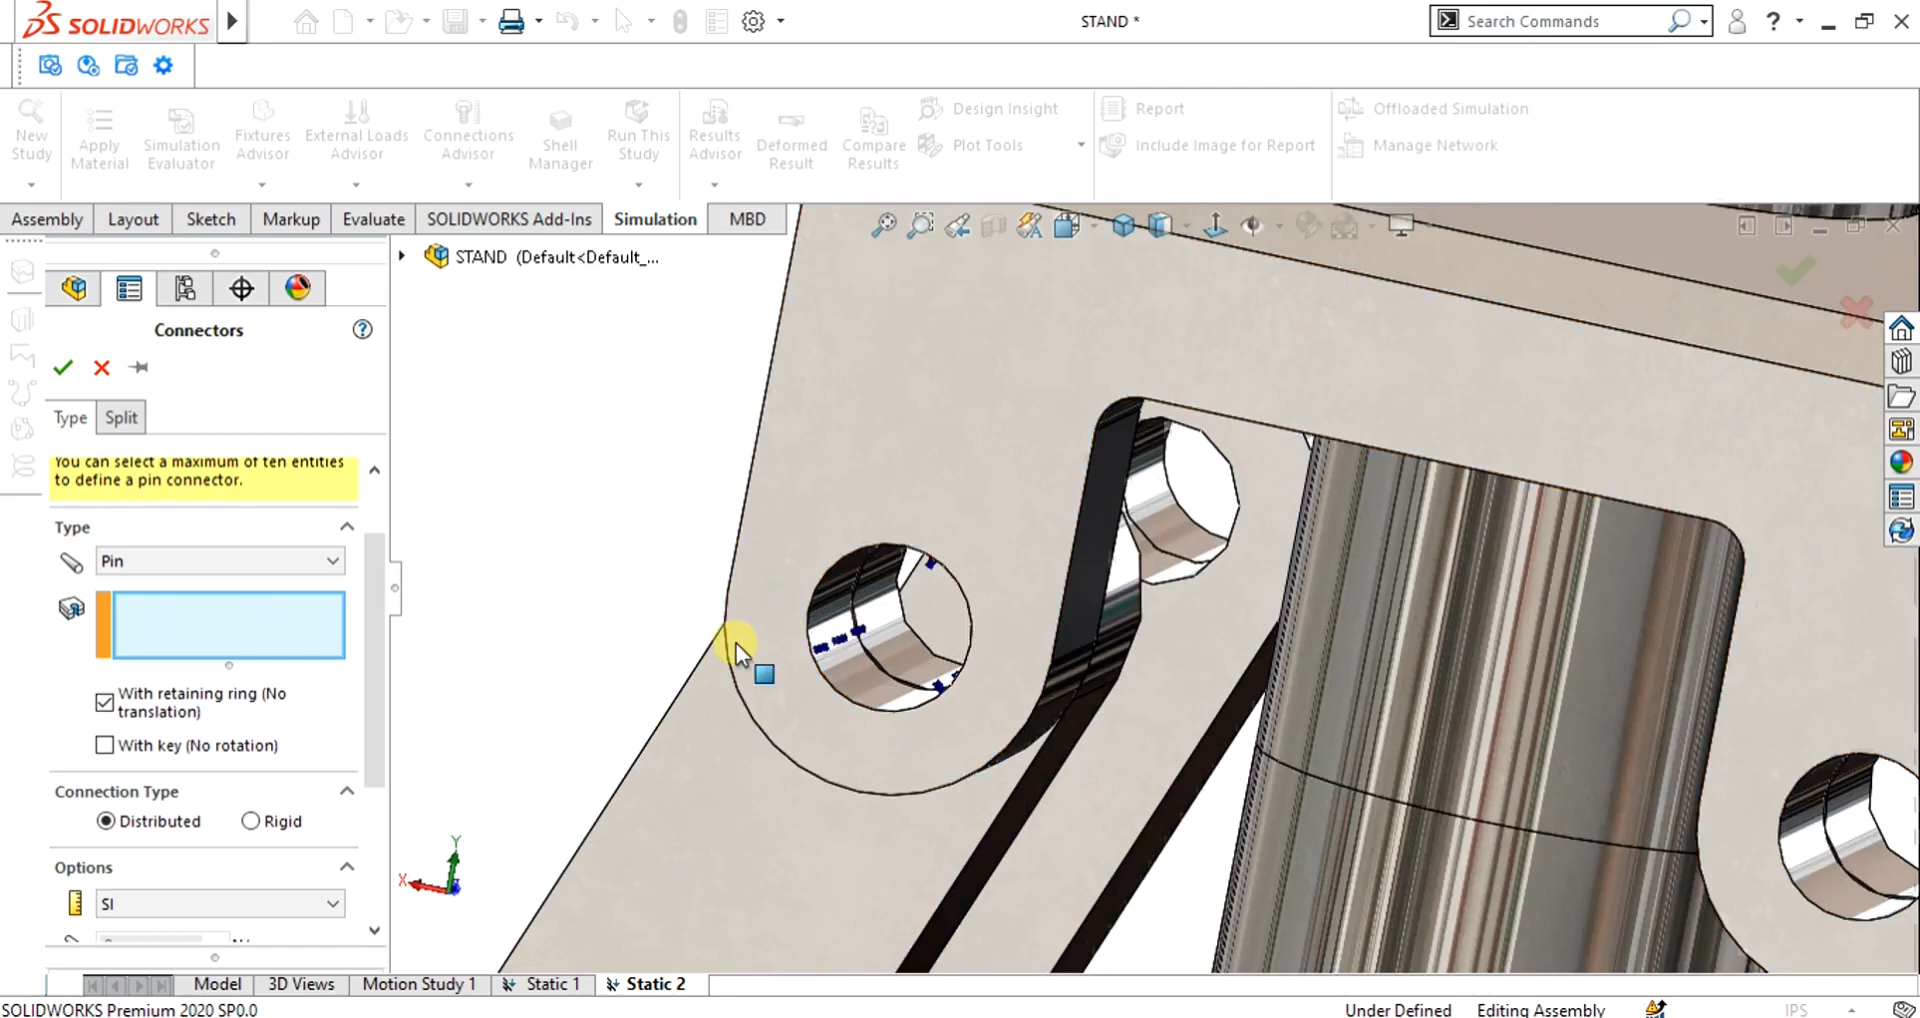 SOLIDWORKS
STAND *
Search Commands
?
New Study
Apply Material
Simulation Evaluator
Fixtures Advisor
External Loads Advisor
Connections Advisor
Shell Manager
Run This Study
Results Advisor
Deformed Result
Compare Results
Design Insight
Plot Tools
Report
Include Image for Report
Offloaded Simulation
Manage Network
Assembly
Layout
Sketch
Markup
Evaluate
SOLIDWORKS Add-Ins
Simulation
MBD
STAND (Default<Default_...
Connectors
?
Type
Split
You can select a maximum of ten entities
to define a pin connector.
Type
Pin
With retaining ring (No
translation)
With key (No rotation)
Connection Type
Distributed
Rigid
Options
SI
Y
X
Model
3D Views
Motion Study 1
Static 1
Static 2
SOLIDWORKS Premium 2020 SP0.0
Under Defined
Editing Assembly
IPS